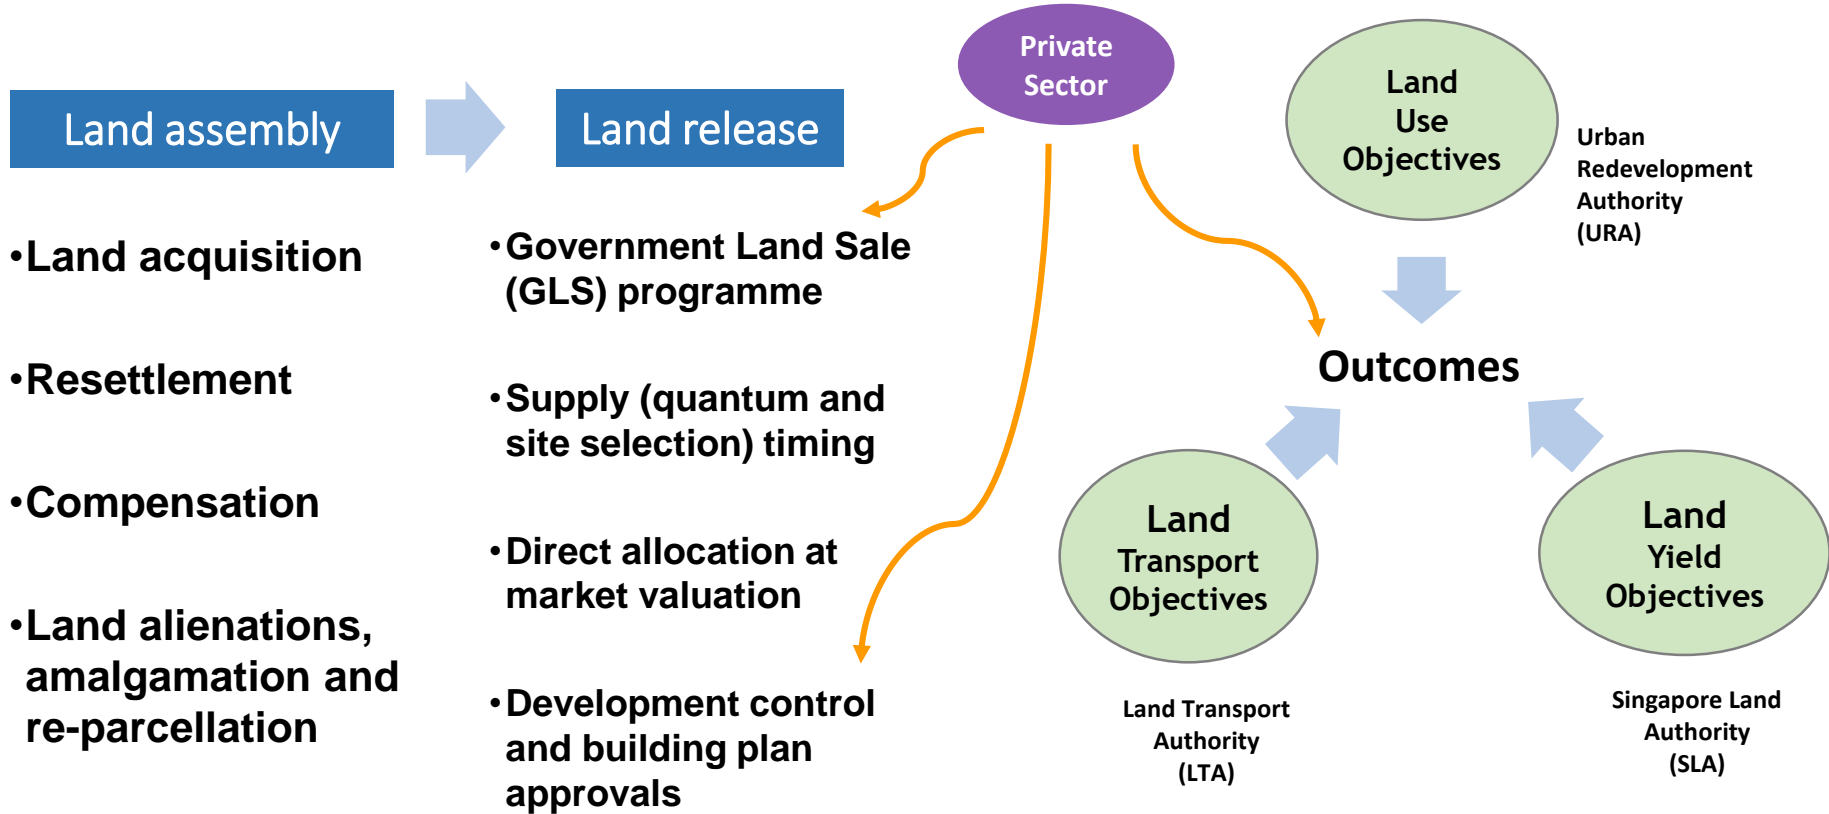 Land assembly
•Land acquisition
•Resettlement
•Compensation
•Land alienations,
amalgamation and
re-parcellation
Land release
•Government Land Sale
(GLS) programme
•Supply (quantum and
site selection) timing
•Direct allocation at
market valuation
•Development control
and building plan
approvals
Private
Sector
Land
Use
Objectives
Urban
Redevelopment
Authority
(URA)
Outcomes
Land
Transport
Objectives
Land Transport
Authority
(LTA)
Land
Yield
Objectives
Singapore Land
Authority
(SLA)